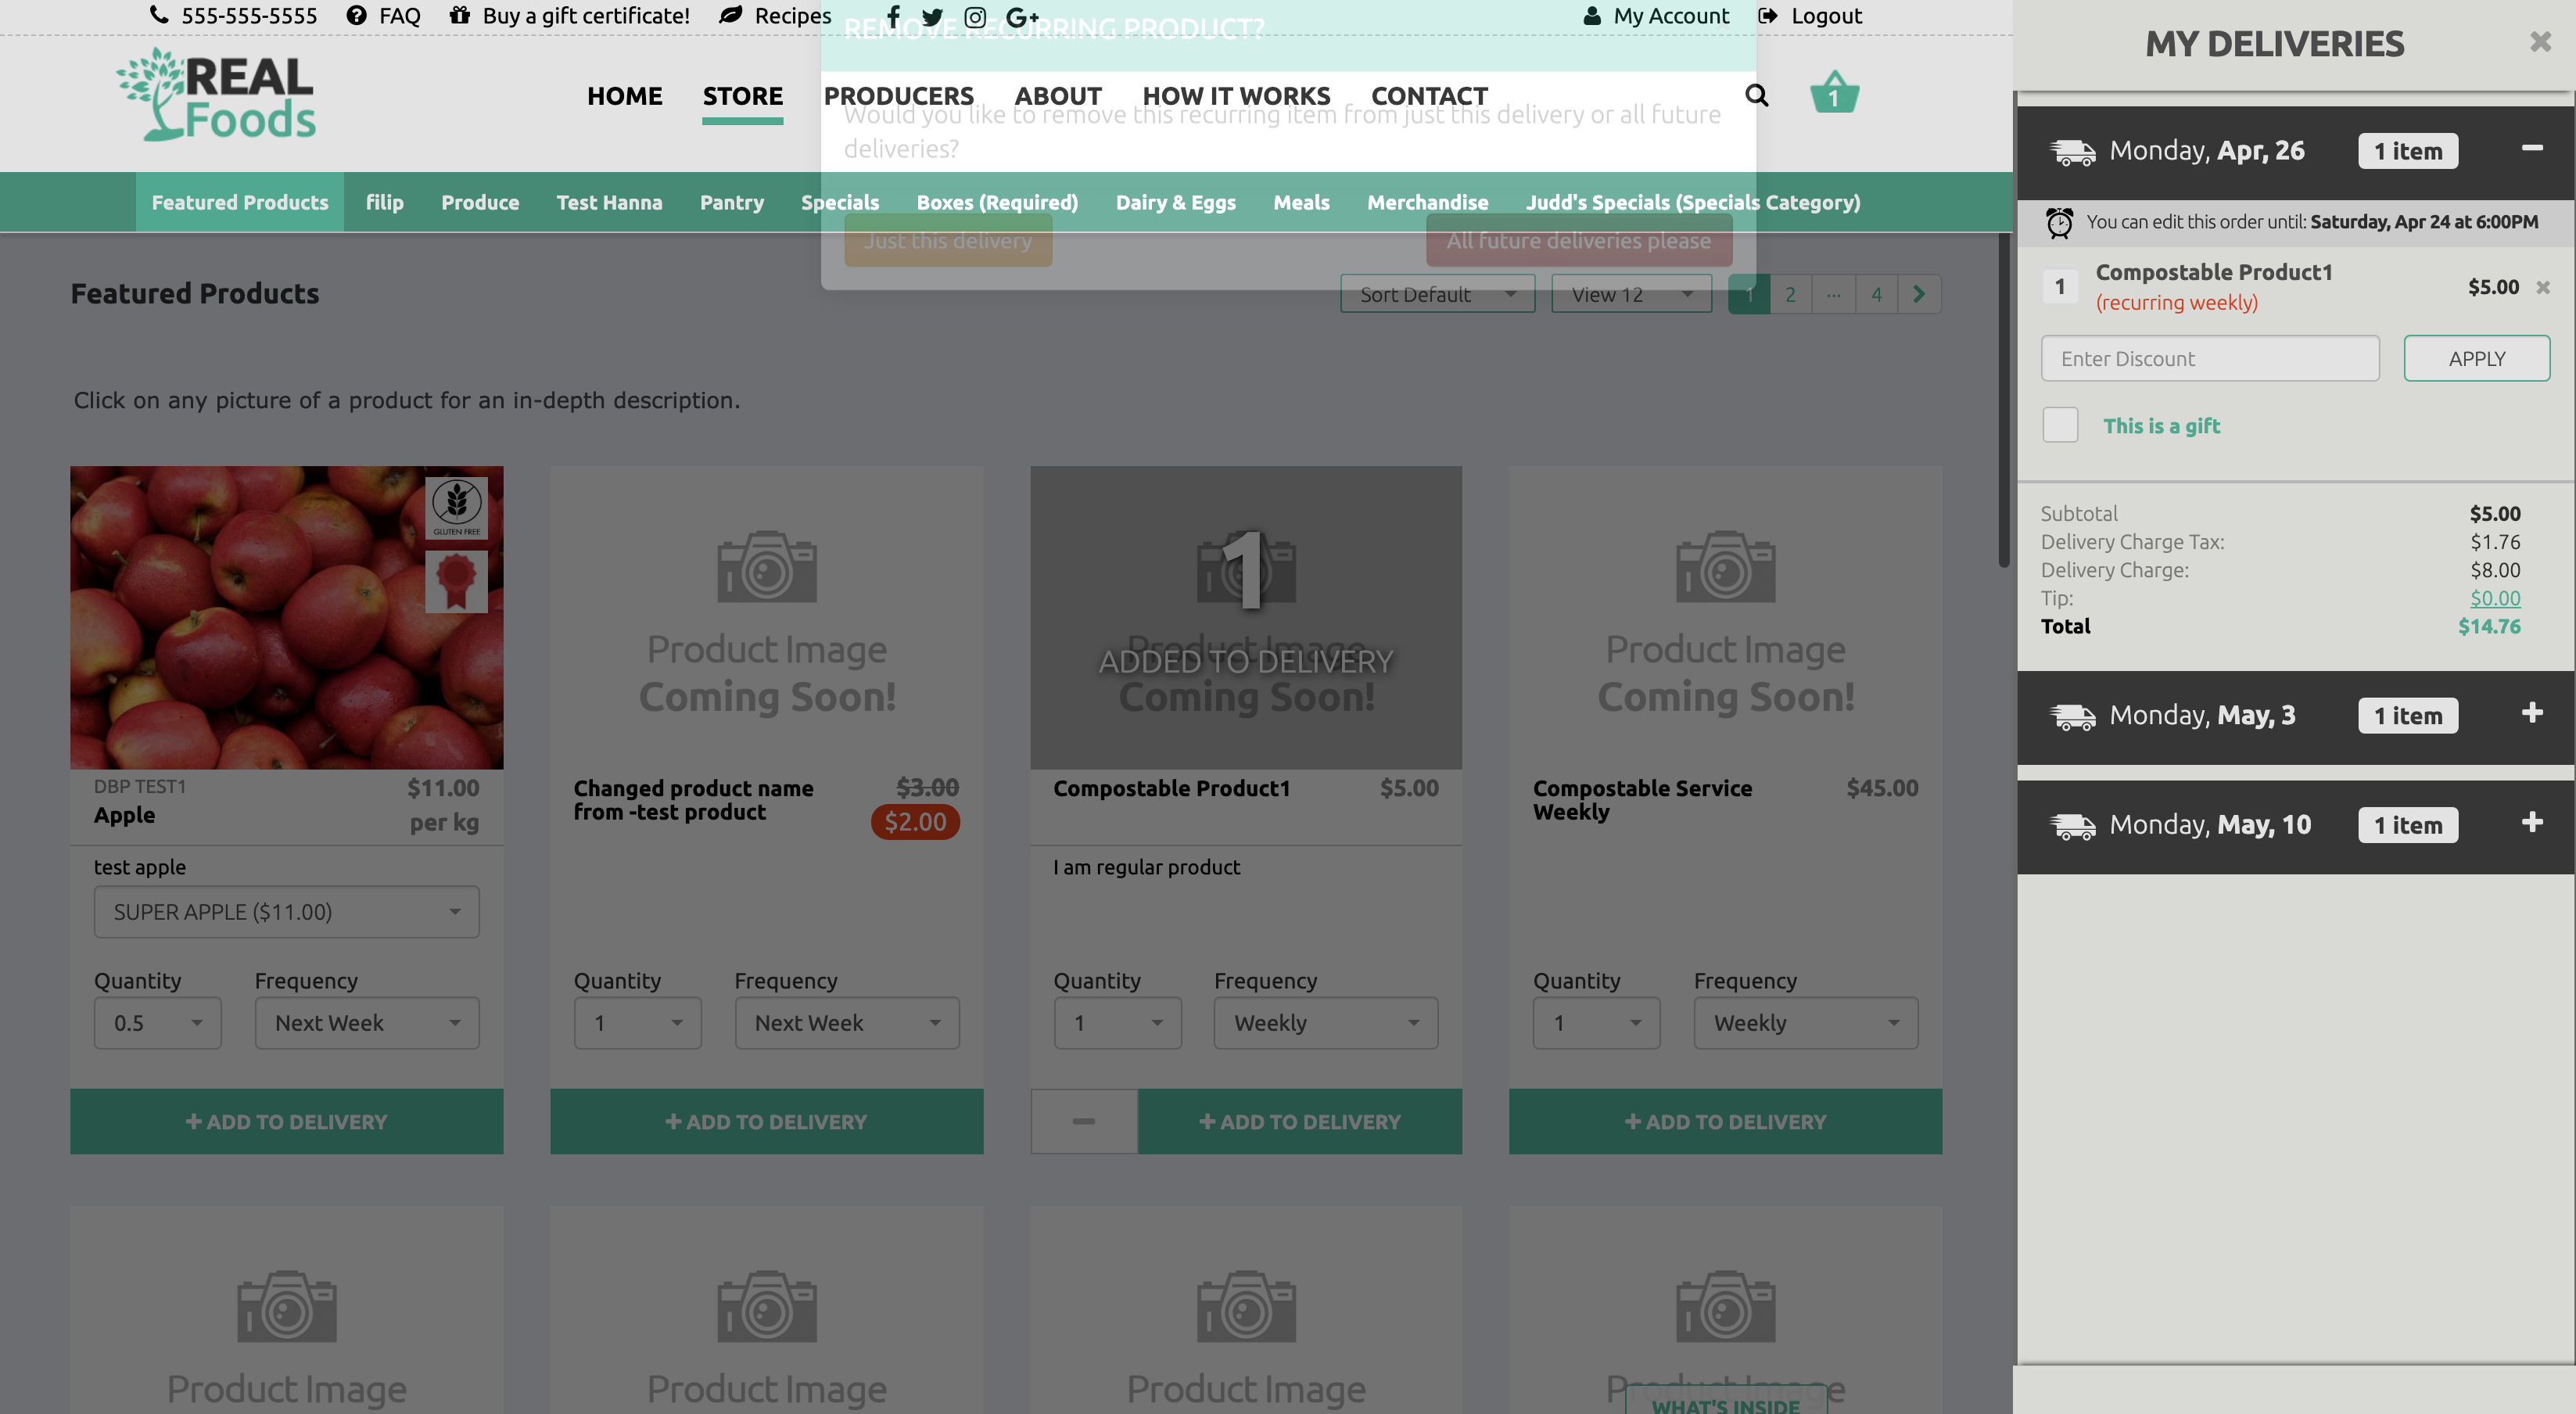 555-555-5555 FAQ Buy a gift certificate! Recipes My Account Logout
REMOVE RECURRING PRODUCT?
REAL
Foods
HOME STORE PRODUCERS ABOUT HOW IT WORKS CONTACT 1
Would you like to remove this recurring item from just this delivery or all future
deliveries?
Featured Products filip Produce Test Hanna Pantry Specials Boxes (Required) Dairy & Eggs Meals Merchandise Judd's Specials (Specials Category)
Just this delivery All future deliveries please
Featured Products Sort Default View 12 1 2 ... 4
Click on any picture of a product for an in-depth description.
GLUTEN FREE
DBP TEST1 $11.00
Apple per kg
test apple
SUPER APPLE ($11.00)
Quantity Frequency
0.5 Next Week
+ ADD TO DELIVERY
Product Image
Coming Soon!
Changed product name $3.00
from -test product $2.00
Quantity Frequency
1 Next Week
+ ADD TO DELIVERY
1
Product Image
ADDED TO DELIVERY
Coming Soon!
Compostable Product1 $5.00
I am regular product
Quantity Frequency
1 Weekly
+ ADD TO DELIVERY
Product Image
Coming Soon!
Compostable Service $45.00
Weekly
Quantity Frequency
1 Weekly
+ ADD TO DELIVERY
Product Image Product Image Product Image Product Image
WHAT'S INSIDE
MY DELIVERIES
Monday, Apr, 26 1 item
You can edit this order until: Saturday, Apr 24 at 6:00PM
1 Compostable Product1 $5.00
(recurring weekly)
Enter Discount APPLY
This is a gift
Subtotal $5.00
Delivery Charge Tax: $1.76
Delivery Charge: $8.00
Tip: $0.00
Total $14.76
Monday, May, 3 1 item
Monday, May, 10 1 item